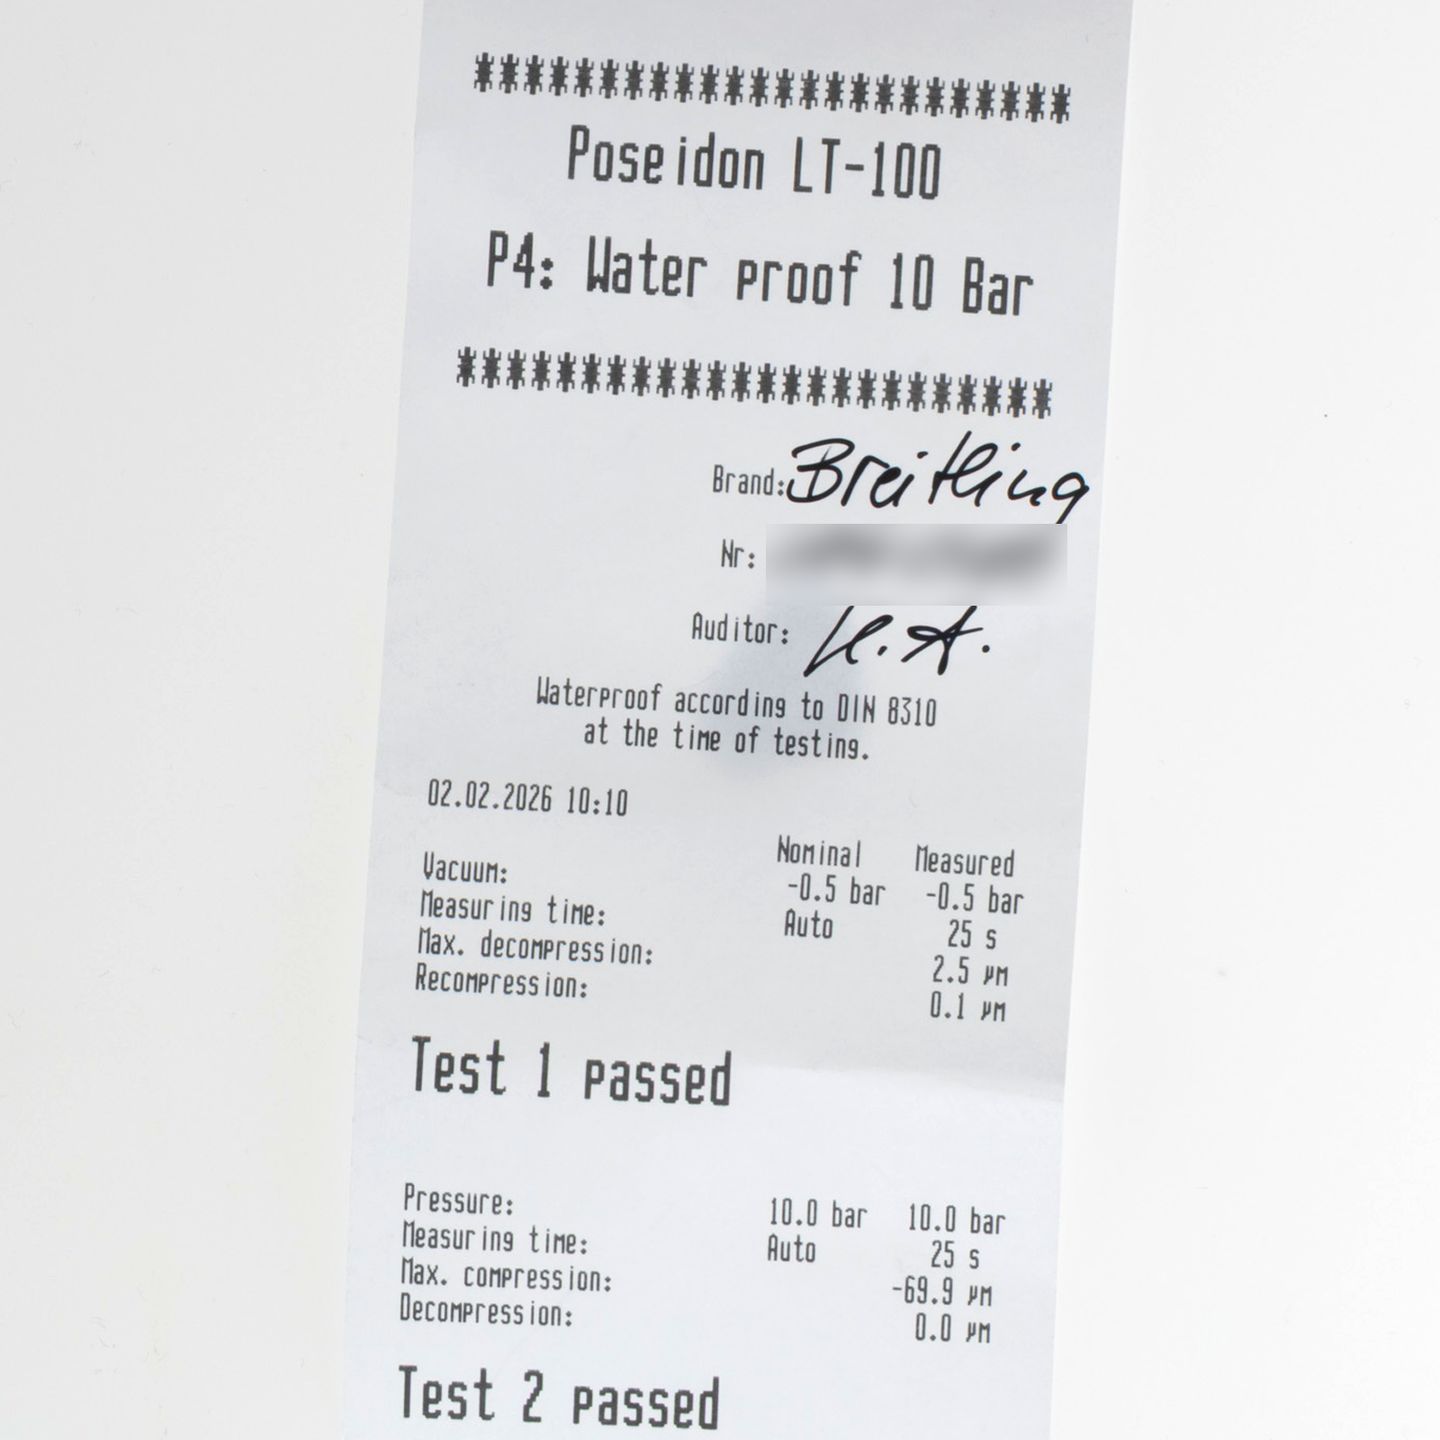 ************************
Poseidon LT-100
P4: Water proof 10 Bar
************************
Brand: Breitling
Nr:
Auditor: K.A.
Waterproof according to DIN 8310
at the time of testing.
02.02.2026 10:10
Nominal Measured
Vacuum: -0.5 bar -0.5 bar
Measuring time: Auto 25 s
Max. decompression: 2.5 µm
Recompression: 0.1 µm
Test 1 passed
Pressure: 10.0 bar 10.0 bar
Measuring time: Auto 25 s
Max. compression: -69.9 µm
Decompression: 0.0 µm
Test 2 passed